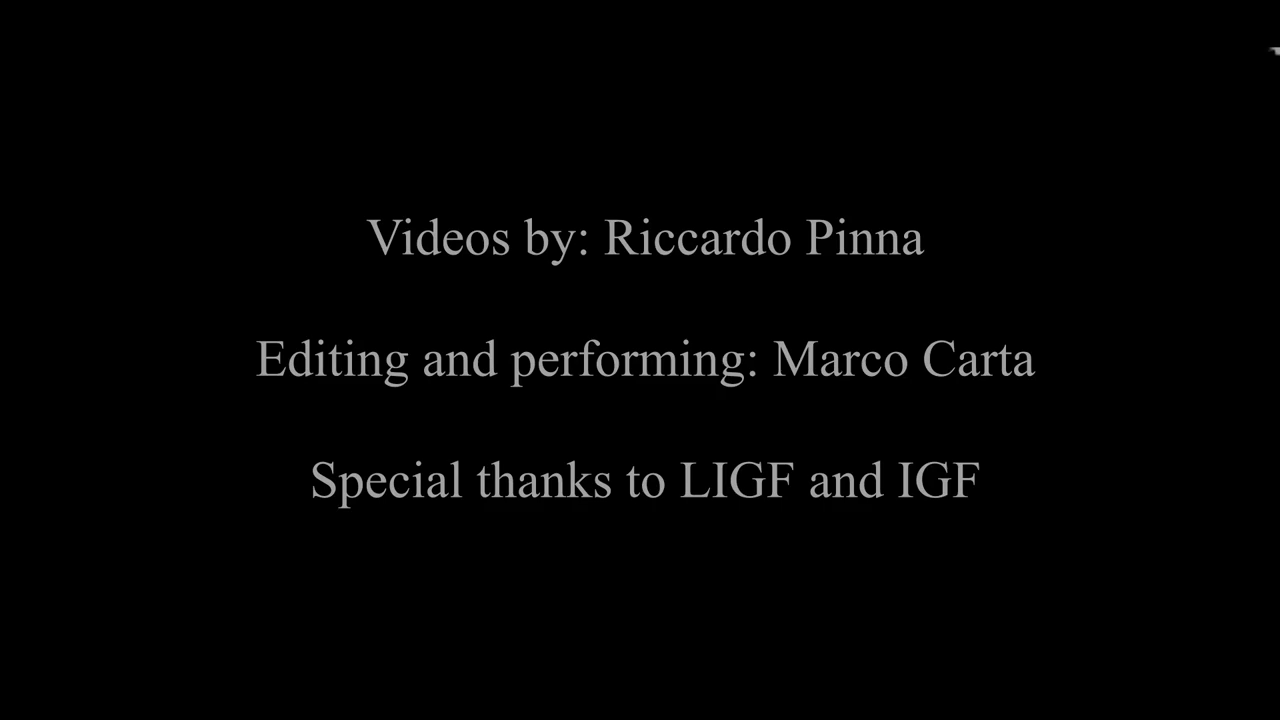 Videos by: Riccardo Pinna
Editing and performing: Marco Carta
Special thanks to LIGF and IGF